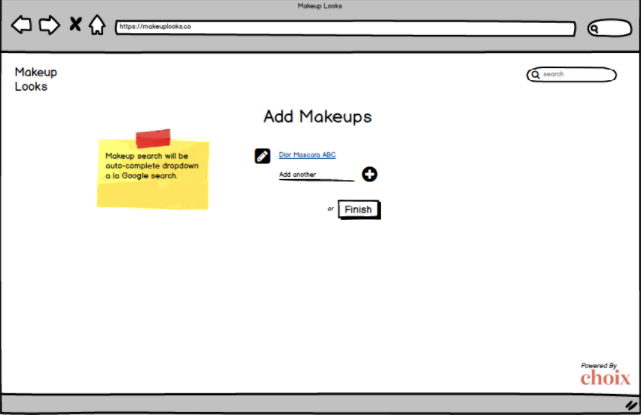 Makeup Looks
https://makeuplooks.co
Makeup
Looks
search
Add Makeups
Makeup search will be
auto-complete dropdown
a la Google search.
Dior Mascara ABC
Add another
or
Finish
Powered By
choix